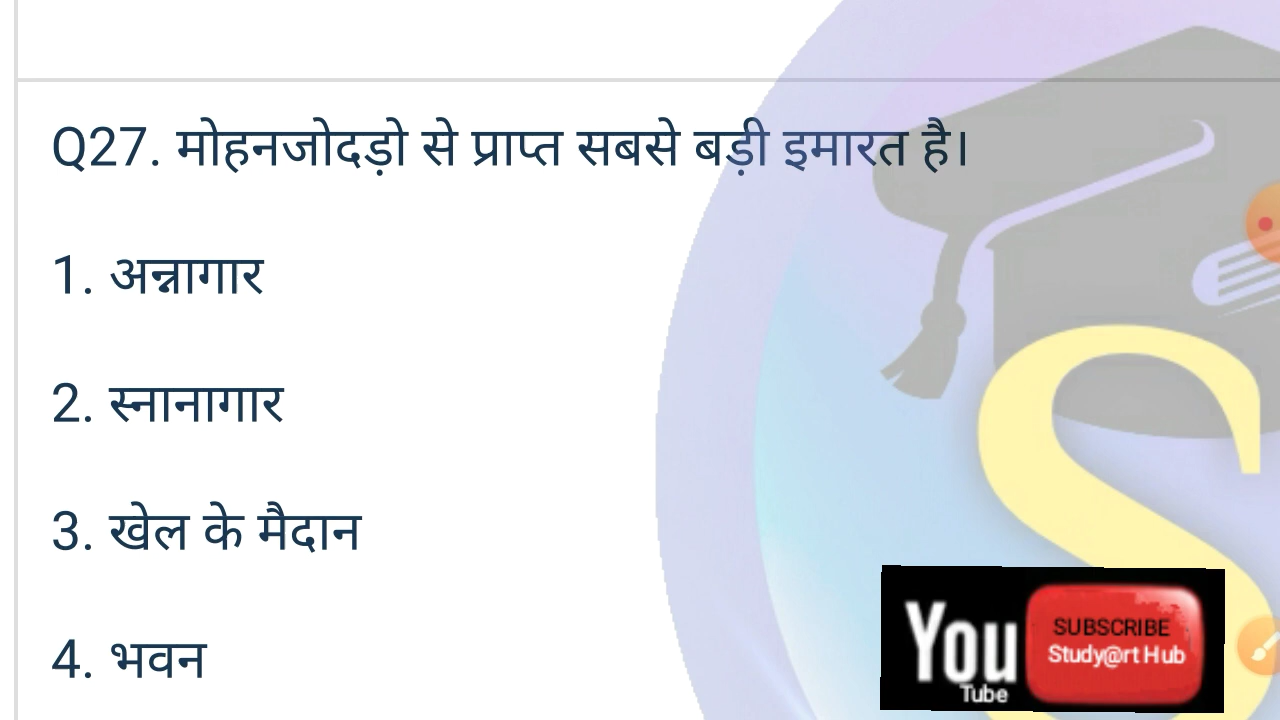 Q27. मोहनजोदड़ो से प्राप्त सबसे बड़ी इमारत है।
1. अन्नागार
2. स्नानागार
3. खेल के मैदान
4. भवन
S
You
Tube
SUBSCRIBE
Study@rt Hub